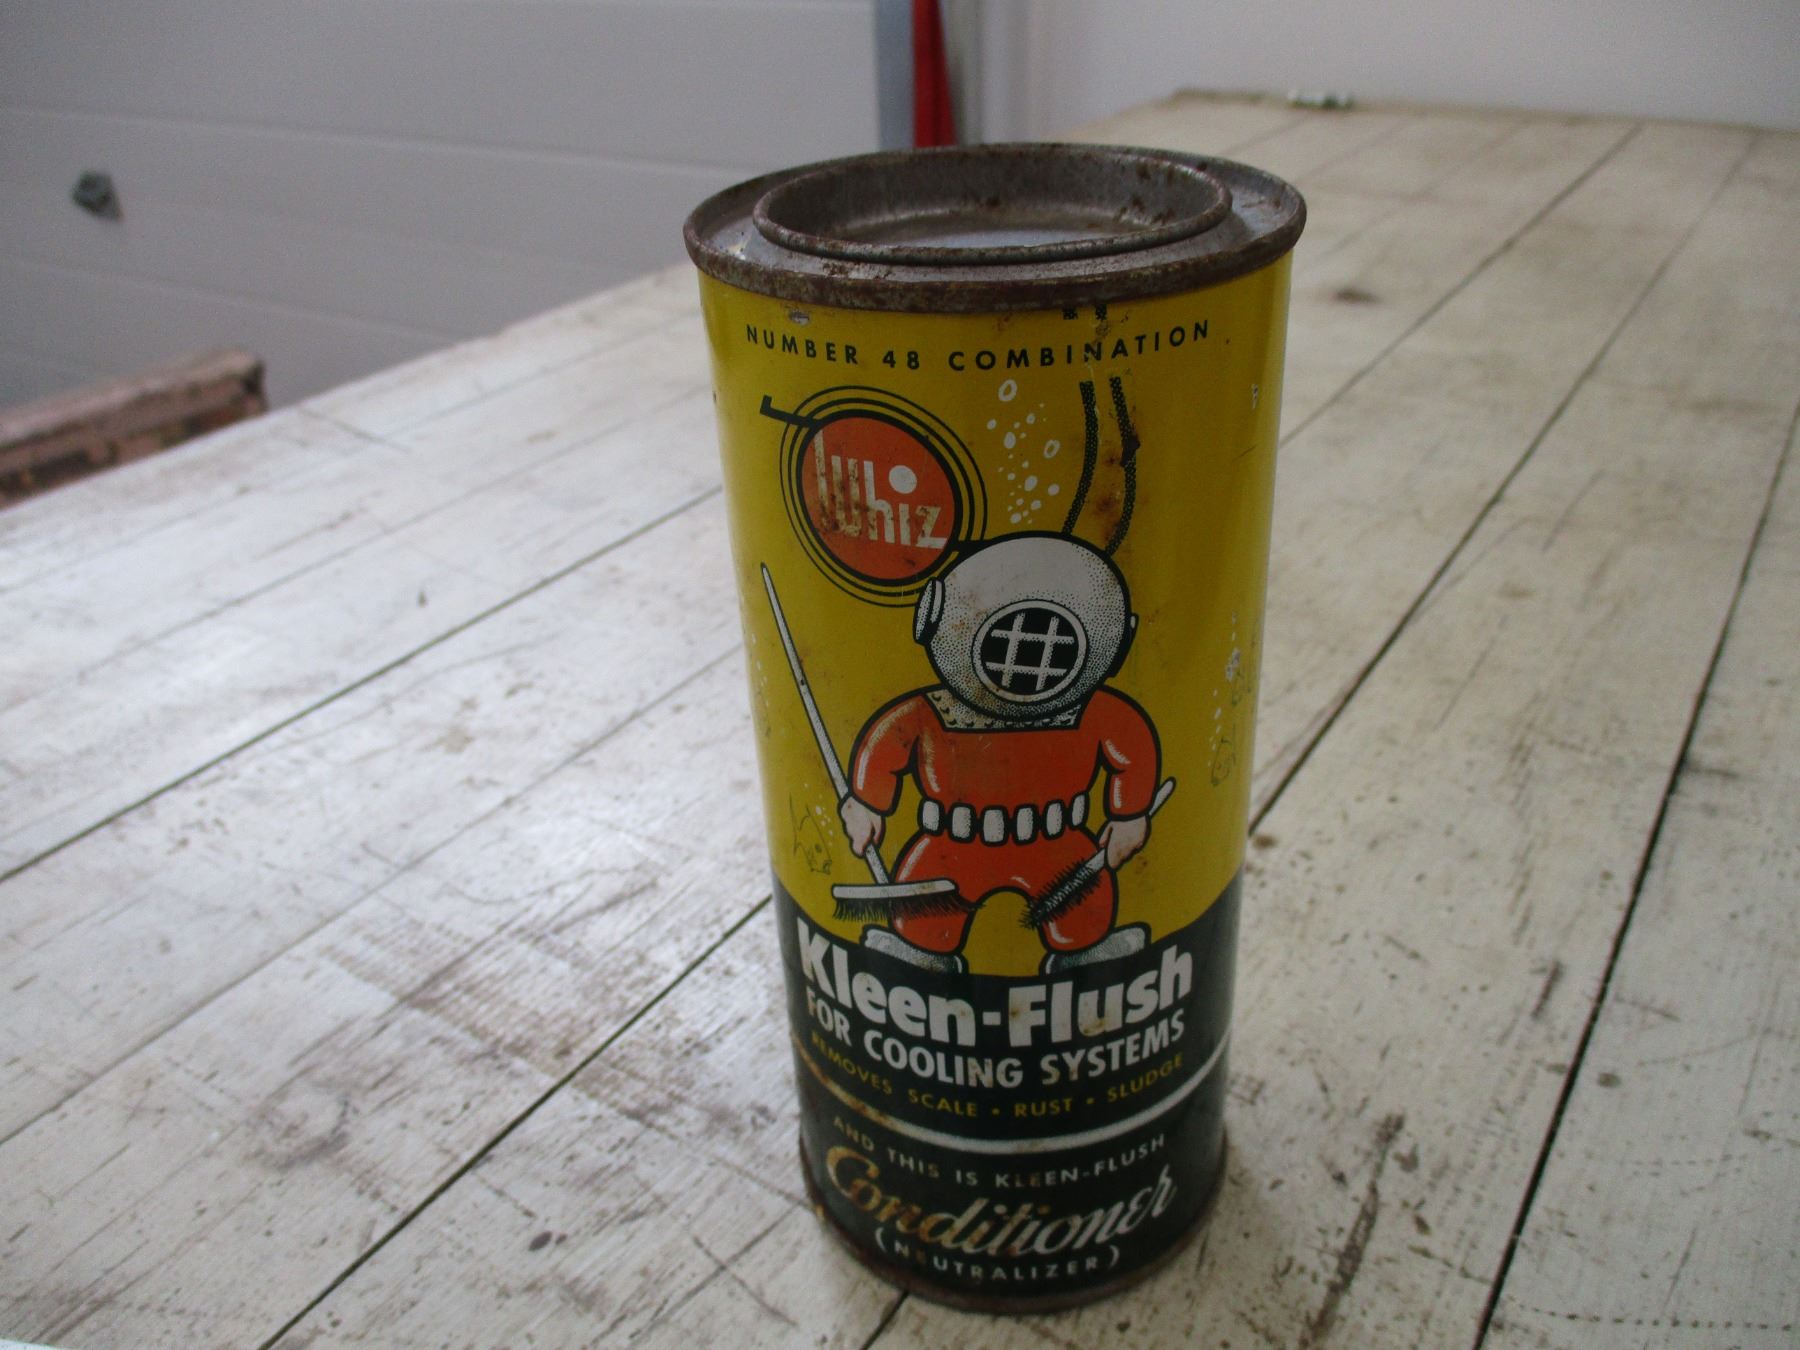 NUMBER 48 COMBINATION
Whiz
Kleen-Flush
FOR COOLING SYSTEMS
REMOVES SCALE • RUST • SLUDGE
AND THIS IS KLEEN-FLUSH
Conditioner
(NEUTRALIZER)